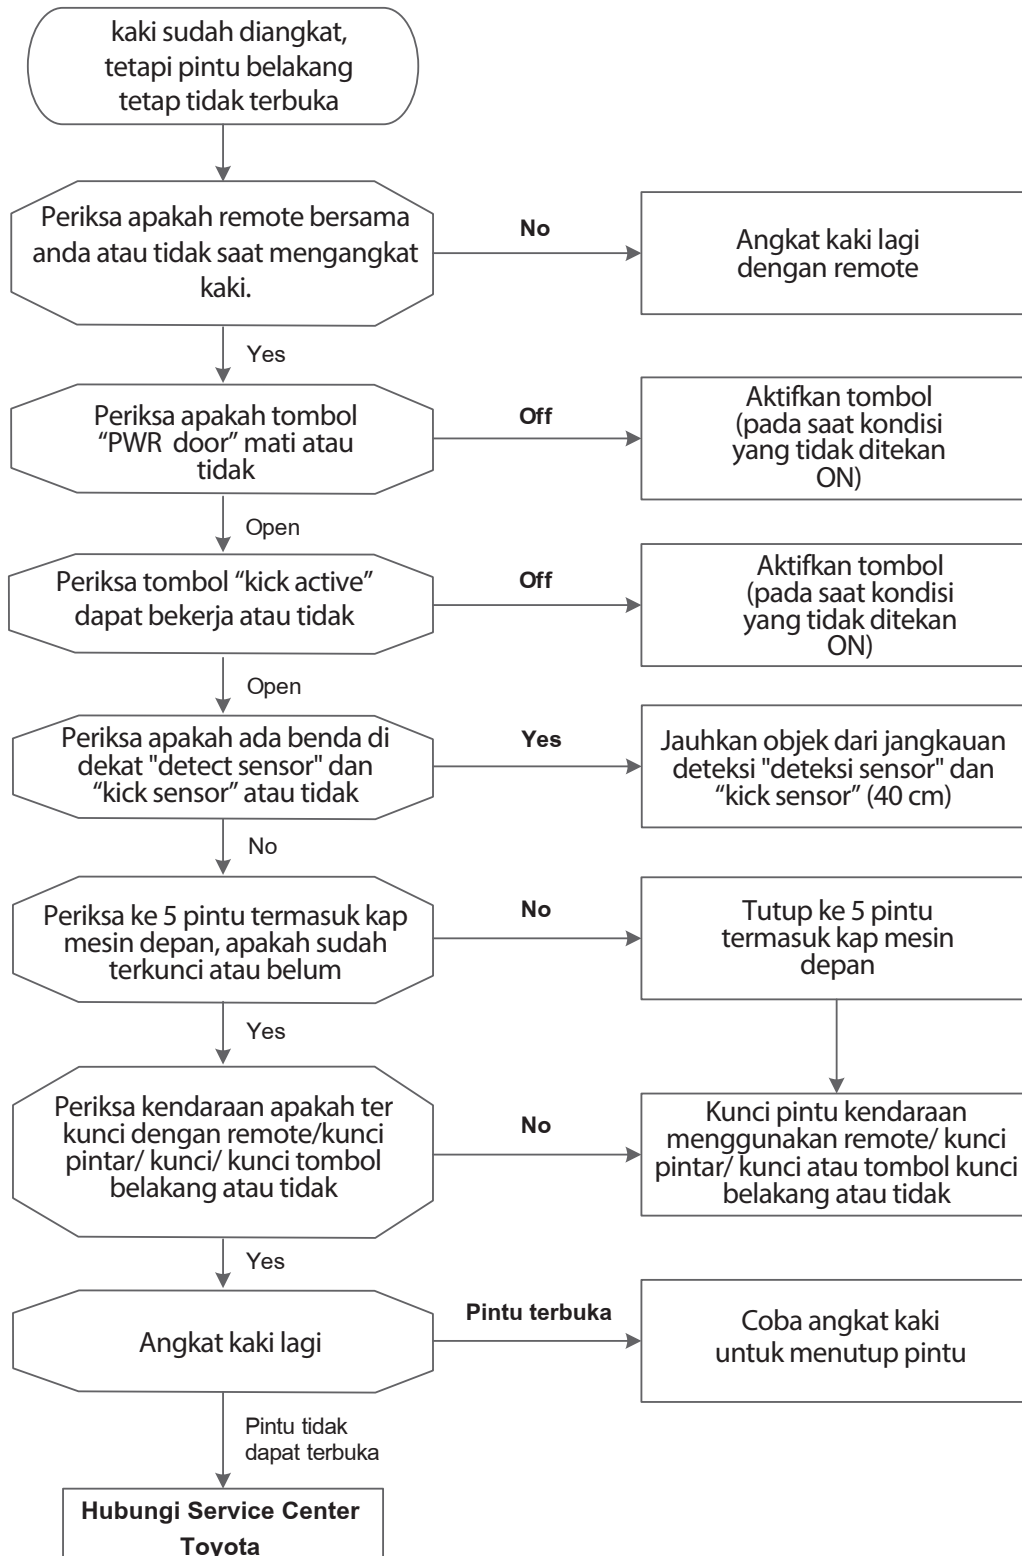 kaki sudah diangkat,
tetapi pintu belakang
tetap tidak terbuka
Periksa apakah remote bersama
anda atau tidak saat mengangkat
kaki.
No
Angkat kaki lagi
dengan remote
Yes
Periksa apakah tombol
“PWR door” mati atau
tidak
Off
Aktifkan tombol
(pada saat kondisi
yang tidak ditekan
ON)
Open
Periksa tombol “kick active”
dapat bekerja atau tidak
Off
Aktifkan tombol
(pada saat kondisi
yang tidak ditekan
ON)
Open
Periksa apakah ada benda di
dekat "detect sensor" dan
“kick sensor” atau tidak
Yes
Jauhkan objek dari jangkauan
deteksi "deteksi sensor" dan
“kick sensor” (40 cm)
No
Periksa ke 5 pintu termasuk kap
mesin depan, apakah sudah
terkunci atau belum
No
Tutup ke 5 pintu
termasuk kap mesin
depan
Yes
Periksa kendaraan apakah ter
kunci dengan remote/kunci
pintar/ kunci/ kunci tombol
belakang atau tidak
No
Kunci pintu kendaraan
menggunakan remote/ kunci
pintar/ kunci atau tombol kunci
belakang atau tidak
Yes
Angkat kaki lagi
Pintu terbuka
Coba angkat kaki
untuk menutup pintu
Pintu tidak
dapat terbuka
Hubungi Service Center
Toyota